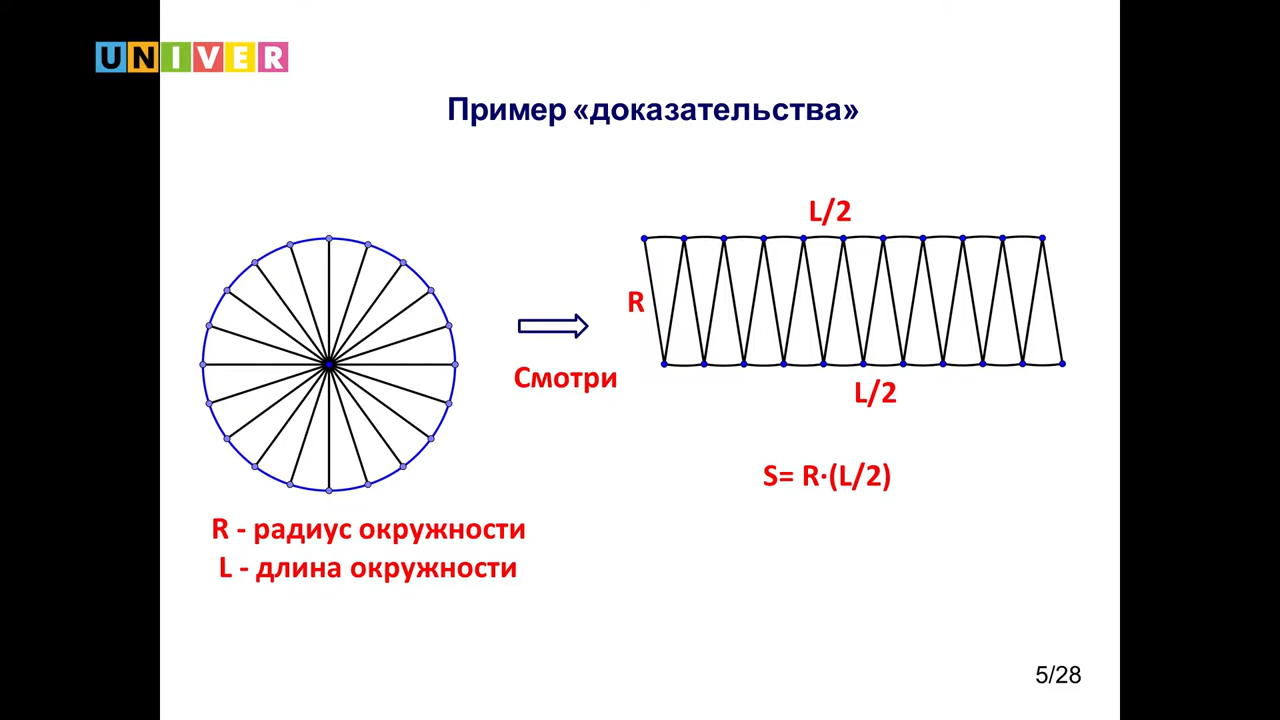 UNIVER
Пример «доказательства»
L/2
R
Смотри
L/2
S= R·(L/2)
R - радиус окружности
L - длина окружности
5/28